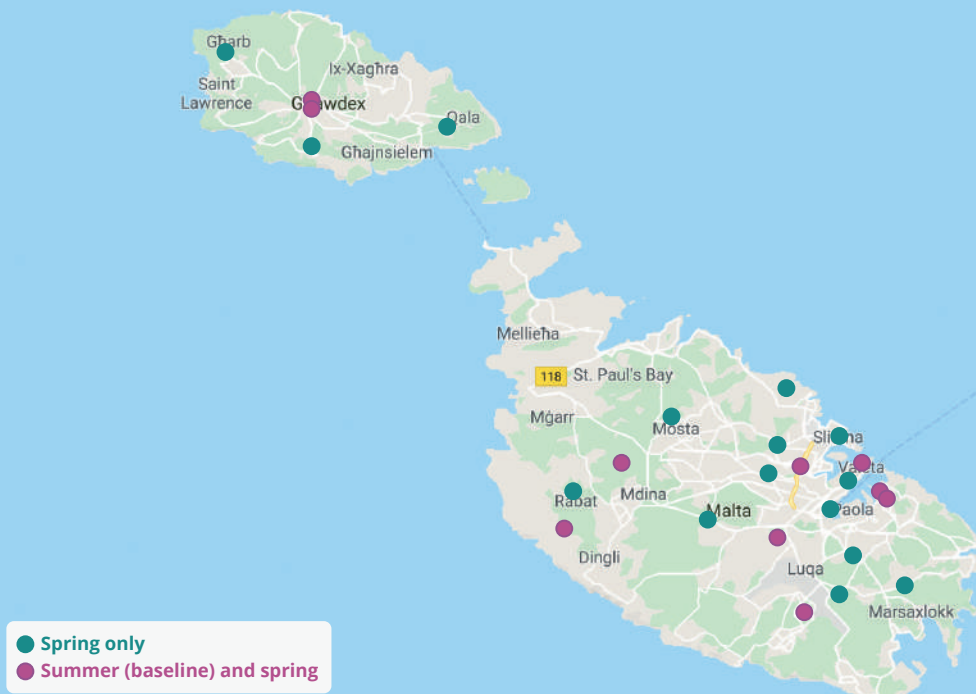 Għarb
Ix-Xagħra
Saint
Lawrence
Qala
Għajnsielem
Mellieħa
118
St. Paul's Bay
Mġarr
Mosta
Rabat
Mdina
Malta
Paola
Dingli
Luqa
Marsaxlokk
Spring only
Summer (baseline) and spring